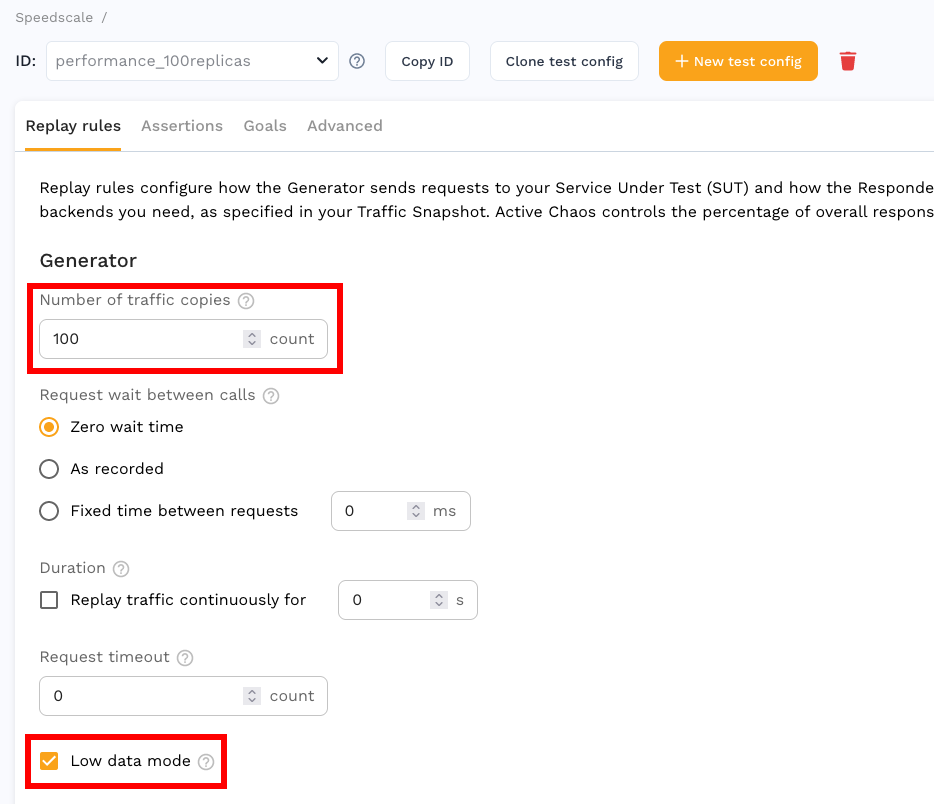 Speedscale /
ID: performance_100replicas Copy ID Clone test config + New test config
Replay rules Assertions Goals Advanced
Replay rules configure how the Generator sends requests to your Service Under Test (SUT) and how the Responde
backends you need, as specified in your Traffic Snapshot. Active Chaos controls the percentage of overall respons
Generator
Number of traffic copies ?
100 count
Request wait between calls ?
Zero wait time
As recorded
Fixed time between requests 0 ms
Duration ?
Replay traffic continuously for 0 s
Request timeout ?
0 count
Low data mode ?